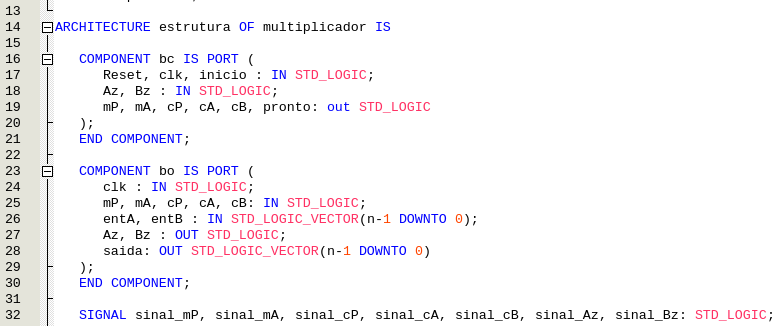 13
14 ARCHITECTURE estrutura OF multiplicador IS
15
16 COMPONENT bc IS PORT (
17 Reset, clk, inicio : IN STD_LOGIC;
18 Az, Bz : IN STD_LOGIC;
19 mP, mA, cP, cA, cB, pronto: out STD_LOGIC
20 );
21 END COMPONENT;
22
23 COMPONENT bo IS PORT (
24 clk : IN STD_LOGIC;
25 mP, mA, cP, cA, cB: IN STD_LOGIC;
26 entA, entB : IN STD_LOGIC_VECTOR(n-1 DOWNTO 0);
27 Az, Bz : OUT STD_LOGIC;
28 saida: OUT STD_LOGIC_VECTOR(n-1 DOWNTO 0)
29 );
30 END COMPONENT;
31
32 SIGNAL sinal_mP, sinal_mA, sinal_cP, sinal_cA, sinal_cB, sinal_Az, sinal_Bz: STD_LOGIC;